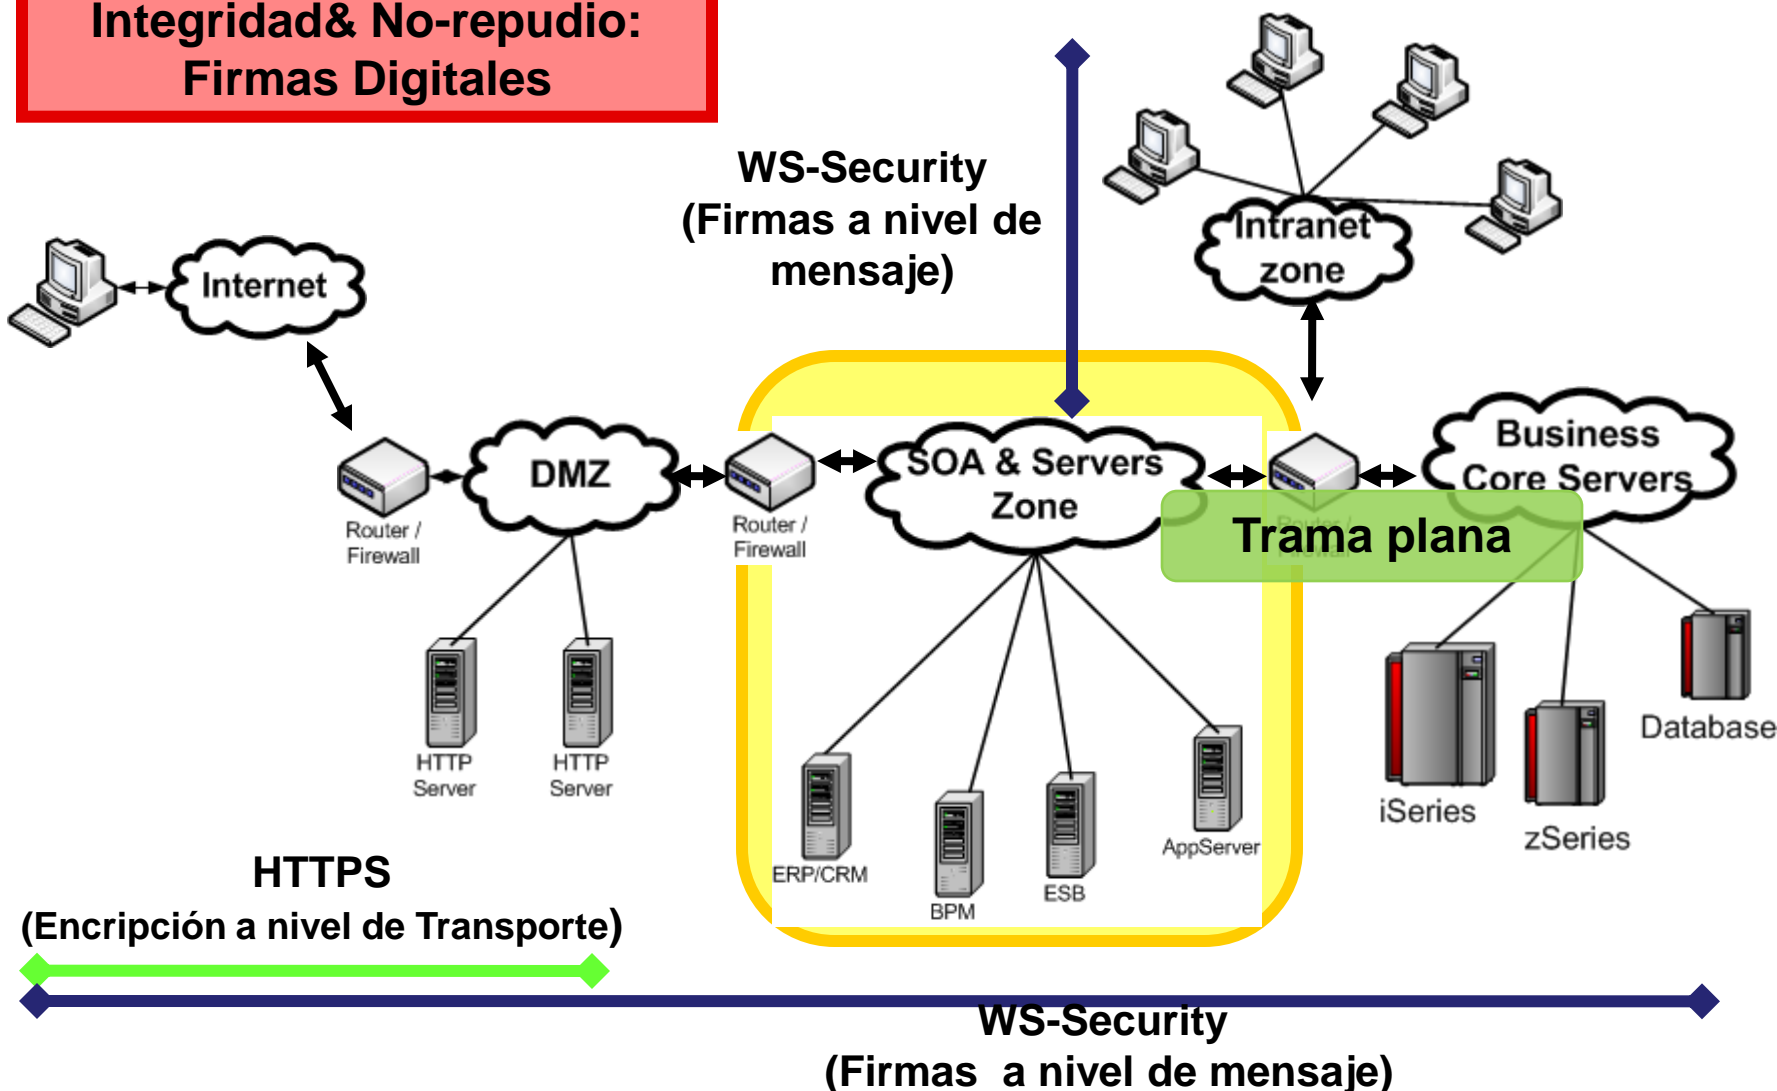 Integridad& No-repudio:
Firmas Digitales
WS-Security
(Firmas a nivel de
mensaje)
Intranet
zone
Internet
DMZ
SOA & Servers
Zone
Business
Core Servers
Router /
Firewall
Router /
Firewall
Router /
Firewall
Trama plana
HTTP
Server
HTTP
Server
ERP/CRM
BPM
ESB
AppServer
iSeries
zSeries
Database
HTTPS
(Encripción a nivel de Transporte)
WS-Security
(Firmas  a nivel de mensaje)